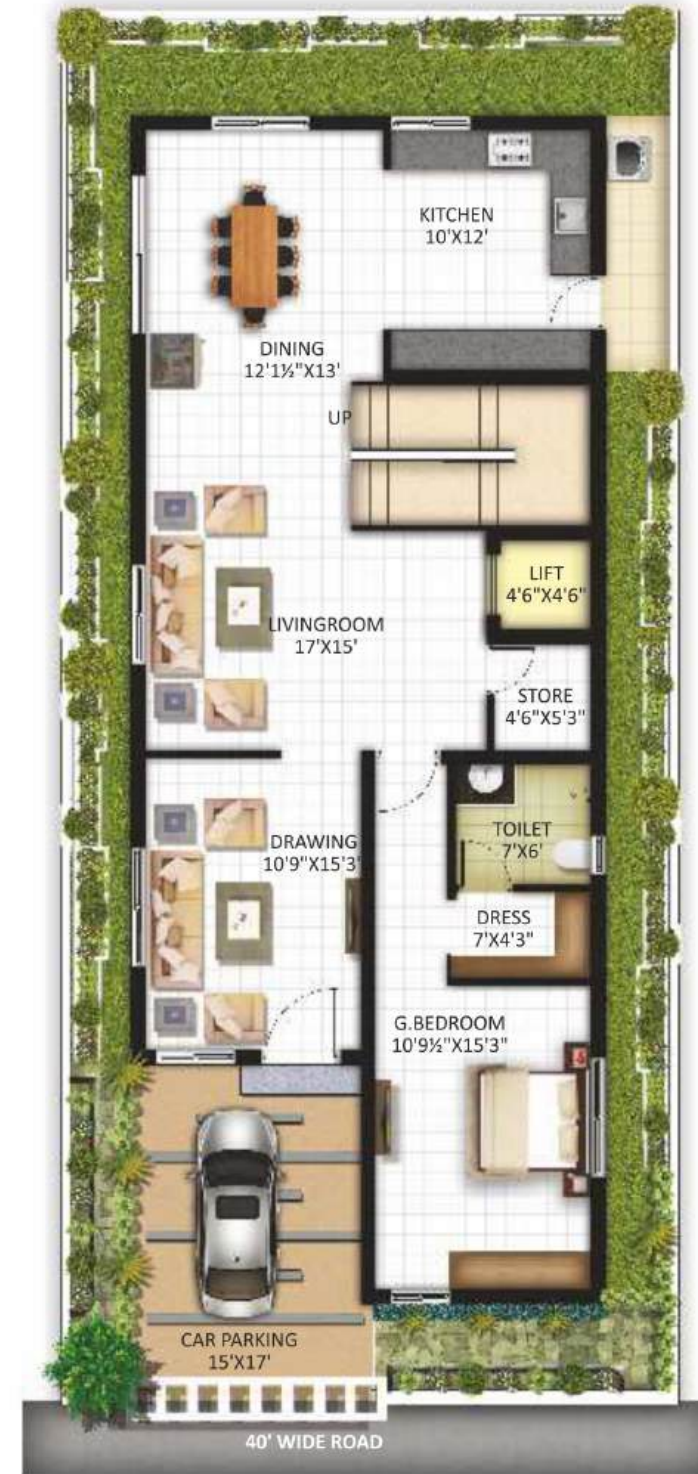 KITCHEN
10'X12'
DINING
12'1½"X13'
UP
LIFT
4'6"X4'6"
LIVINGROOM
17'X15'
STORE
4'6"X5'3"
TOILET
7'X6'
DRAWING
10'9"X15'3'
DRESS
7'X4'3"
G.BEDROOM
10'9½"X15'3"
CAR PARKING
15'X17'
40' WIDE ROAD